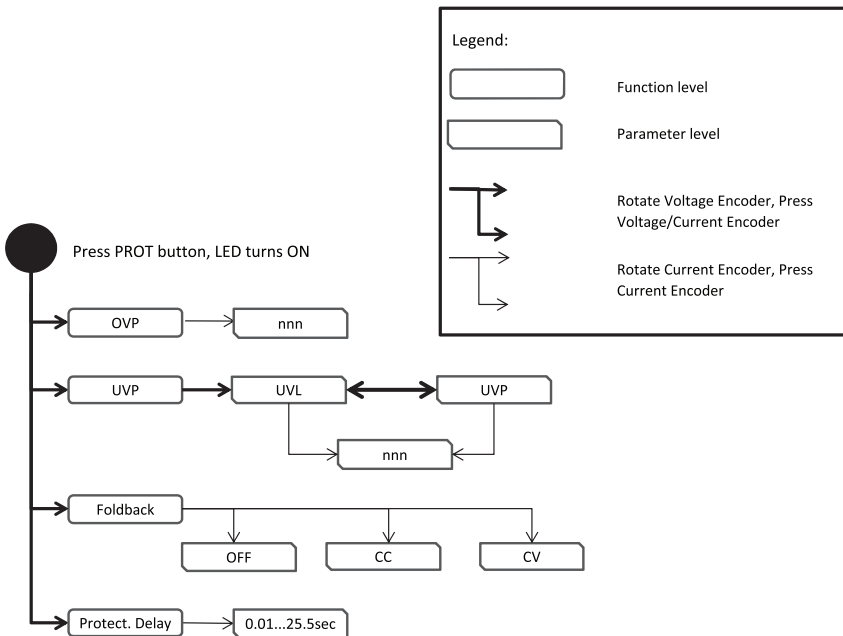 Legend:
Function level
Parameter level
Rotate Voltage Encoder, Press
Voltage/Current Encoder
Rotate Current Encoder, Press
Current Encoder
Press PROT button, LED turns ON
OVP
nnn
UVP
UVL
UVP
nnn
Foldback
OFF
CC
CV
Protect. Delay
0.01...25.5sec